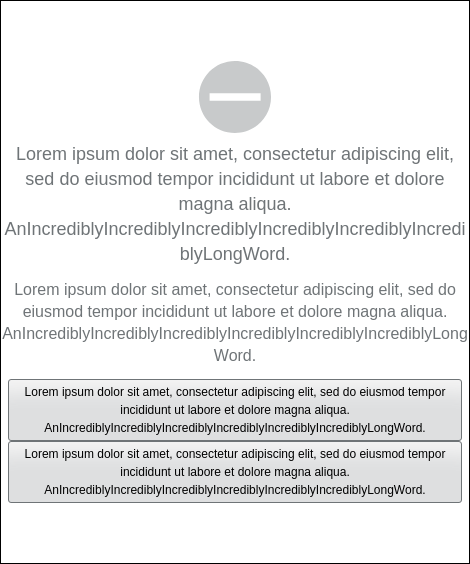 Lorem ipsum dolor sit amet, consectetur adipiscing elit,
sed do eiusmod tempor incididunt ut labore et dolore
magna aliqua.
AnIncrediblyIncrediblyIncrediblyIncrediblyIncrediblyIncredi
blyLongWord.
Lorem ipsum dolor sit amet, consectetur adipiscing elit, sed do
eiusmod tempor incididunt ut labore et dolore magna aliqua.
AnIncrediblyIncrediblyIncrediblyIncrediblyIncrediblyIncrediblyLong
Word.
Lorem ipsum dolor sit amet, consectetur adipiscing elit, sed do eiusmod tempor
incididunt ut labore et dolore magna aliqua.
AnIncrediblyIncrediblyIncrediblyIncrediblyIncrediblyIncrediblyLongWord.
Lorem ipsum dolor sit amet, consectetur adipiscing elit, sed do eiusmod tempor
incididunt ut labore et dolore magna aliqua.
AnIncrediblyIncrediblyIncrediblyIncrediblyIncrediblyIncrediblyLongWord.